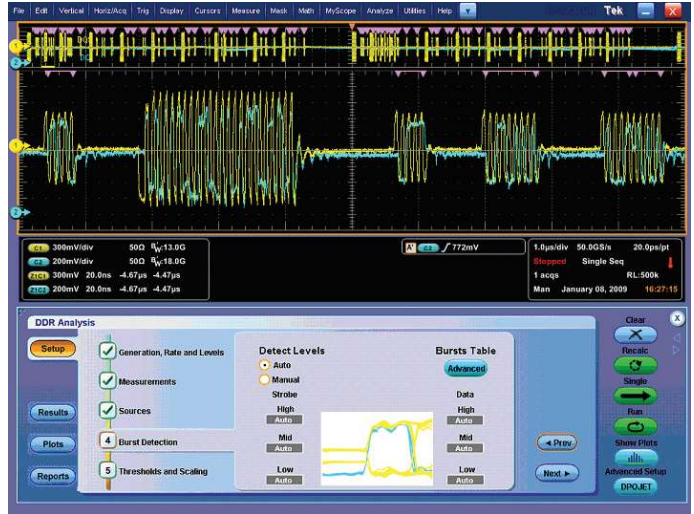 File Edit Vertical Horiz/Acq Trig Display Cursors Measure Mask Math MyScope Analyze Utilities Help Tek
1
2
1
2
C1 300mV/div 50Ω BW:13.0G
C2 200mV/div 50Ω BW:18.0G
Z1C1 300mV 20.0ns -4.67µs -4.47µs
Z1C2 200mV 20.0ns -4.67µs -4.47µs
A' C2 772mV
1.0µs/div 50.0GS/s 20.0ps/pt
Stopped Single Seq
1 acqs RL:500k
Man January 08, 2009 16:27:15
DDR Analysis
Setup
Results
Plots
Reports
Generation, Rate and Levels
Measurements
Sources
4 Burst Detection
5 Thresholds and Scaling
Detect Levels
Auto
Manual
Strobe
High
Auto
Mid
Auto
Low
Auto
Bursts Table
Advanced
Data
High
Auto
Mid
Auto
Low
Auto
Prev
Next
Clear
Recalc
Single
Run
Show Plots
Advanced Setup
DPOJET